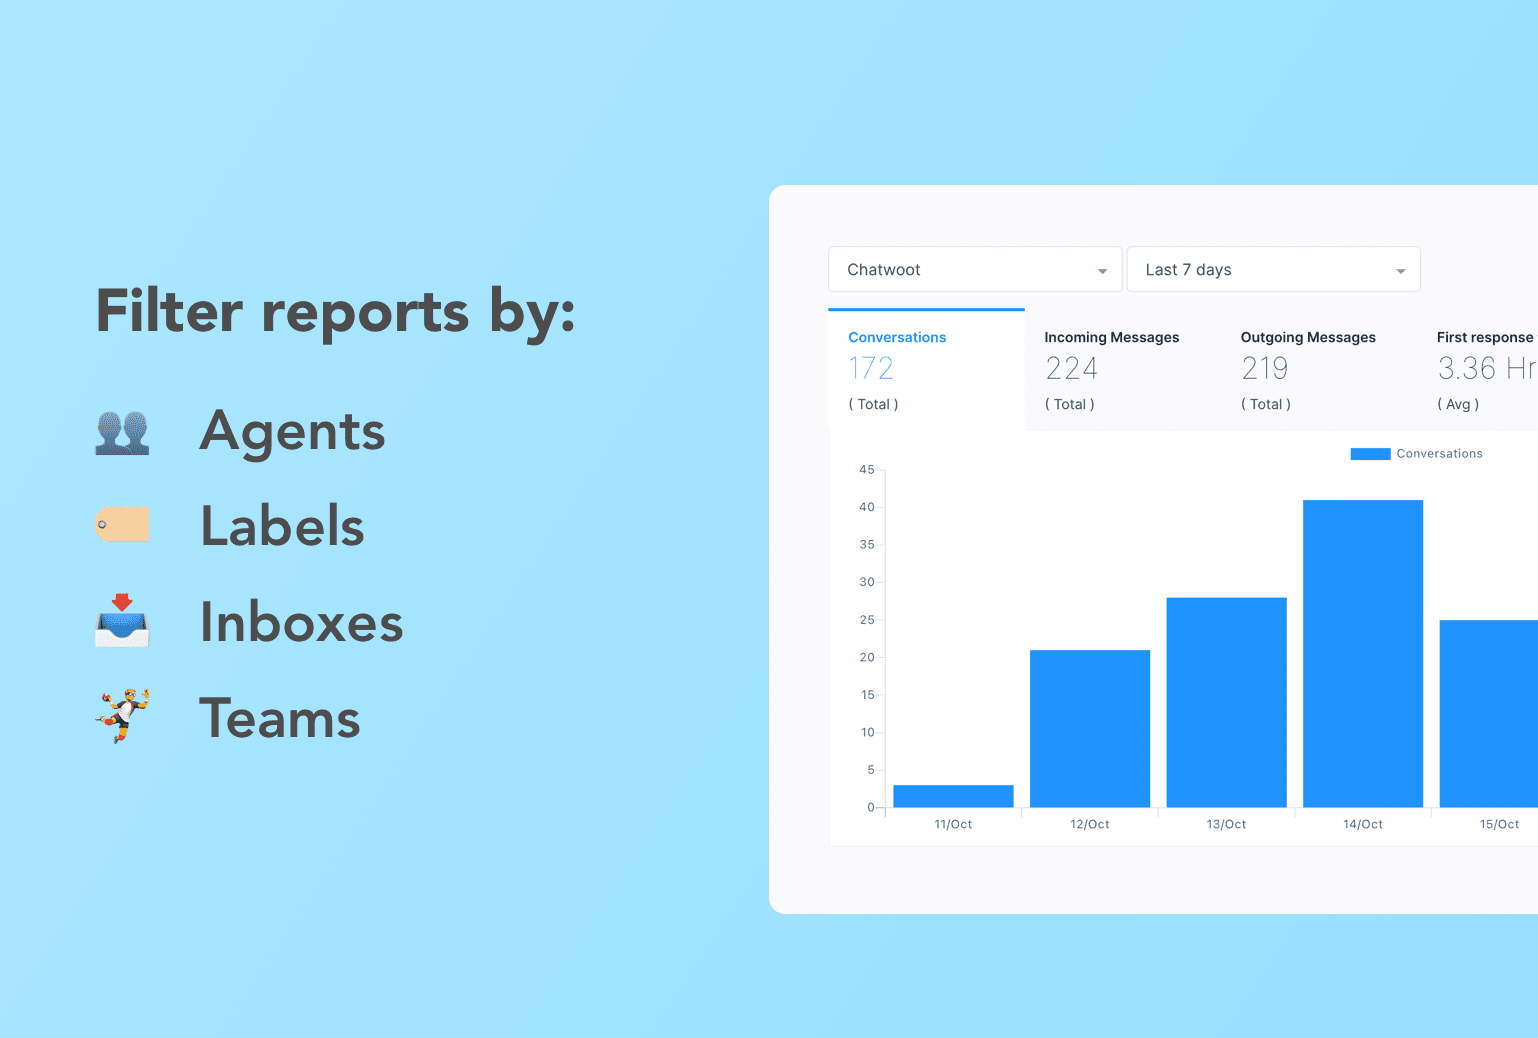 Filter reports by:
Agents
Labels
Inboxes
Teams
Chatwoot
Last 7 days
Conversations
172
( Total )
Incoming Messages
224
( Total )
Outgoing Messages
219
( Total )
First response
3.36 Hr
( Avg )
Conversations
45
40
35
30
25
20
15
10
5
0
11/Oct
12/Oct
13/Oct
14/Oct
15/Oct